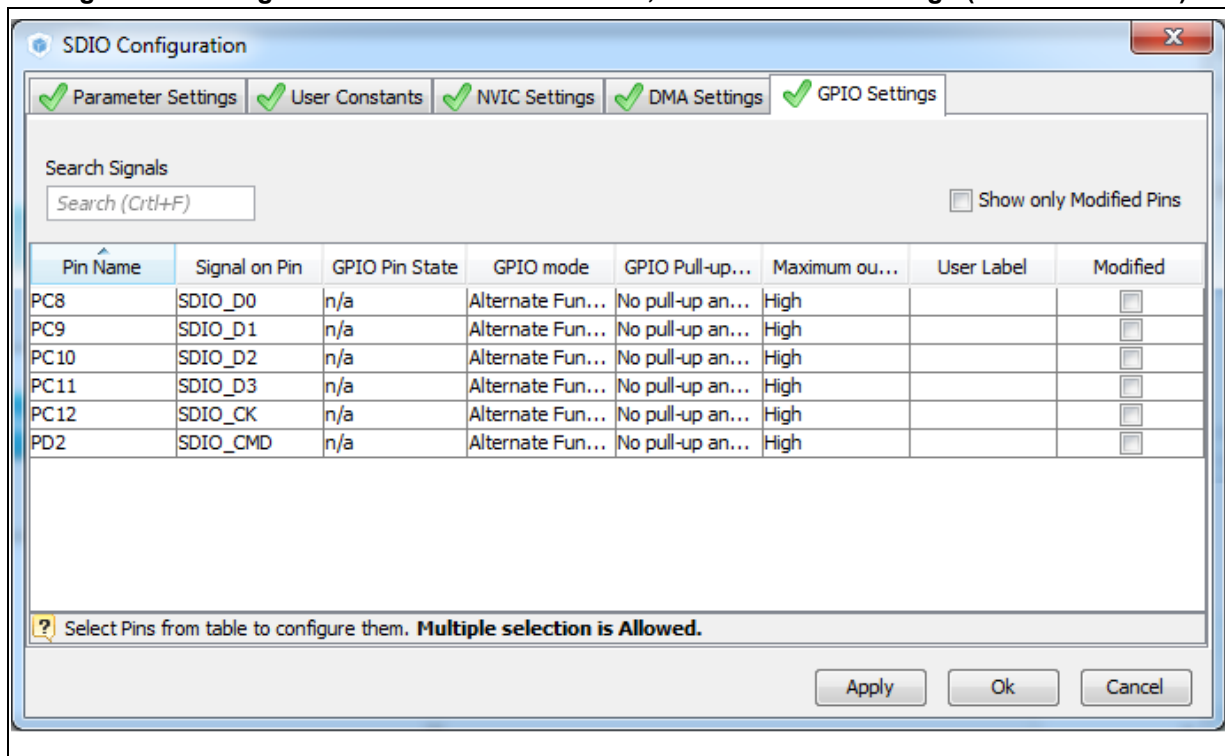 SDIO Configuration
Parameter Settings User Constants NVIC Settings DMA Settings GPIO Settings
Search Signals
Search (Crtl+F)
Show only Modified Pins
Pin Name Signal on Pin GPIO Pin State GPIO mode GPIO Pull-up... Maximum ou... User Label Modified
PC8 SDIO_D0 n/a Alternate Fun... No pull-up an... High
PC9 SDIO_D1 n/a Alternate Fun... No pull-up an... High
PC10 SDIO_D2 n/a Alternate Fun... No pull-up an... High
PC11 SDIO_D3 n/a Alternate Fun... No pull-up an... High
PC12 SDIO_CK n/a Alternate Fun... No pull-up an... High
PD2 SDIO_CMD n/a Alternate Fun... No pull-up an... High
? Select Pins from table to configure them. Multiple selection is Allowed.
Apply Ok Cancel